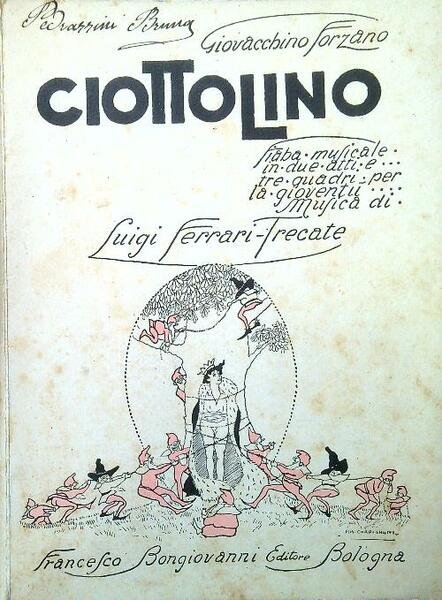 Pedrazzini Bruna
Giovacchino Forzano
CIOTTOLINO
Fiaba · musicale ·
in · due · atti · e ...
tre · quadri · per
la · gioventù ....
Musica di ·
Luigi Ferrari-Trecate
Francesco Bongiovanni Editore Bologna